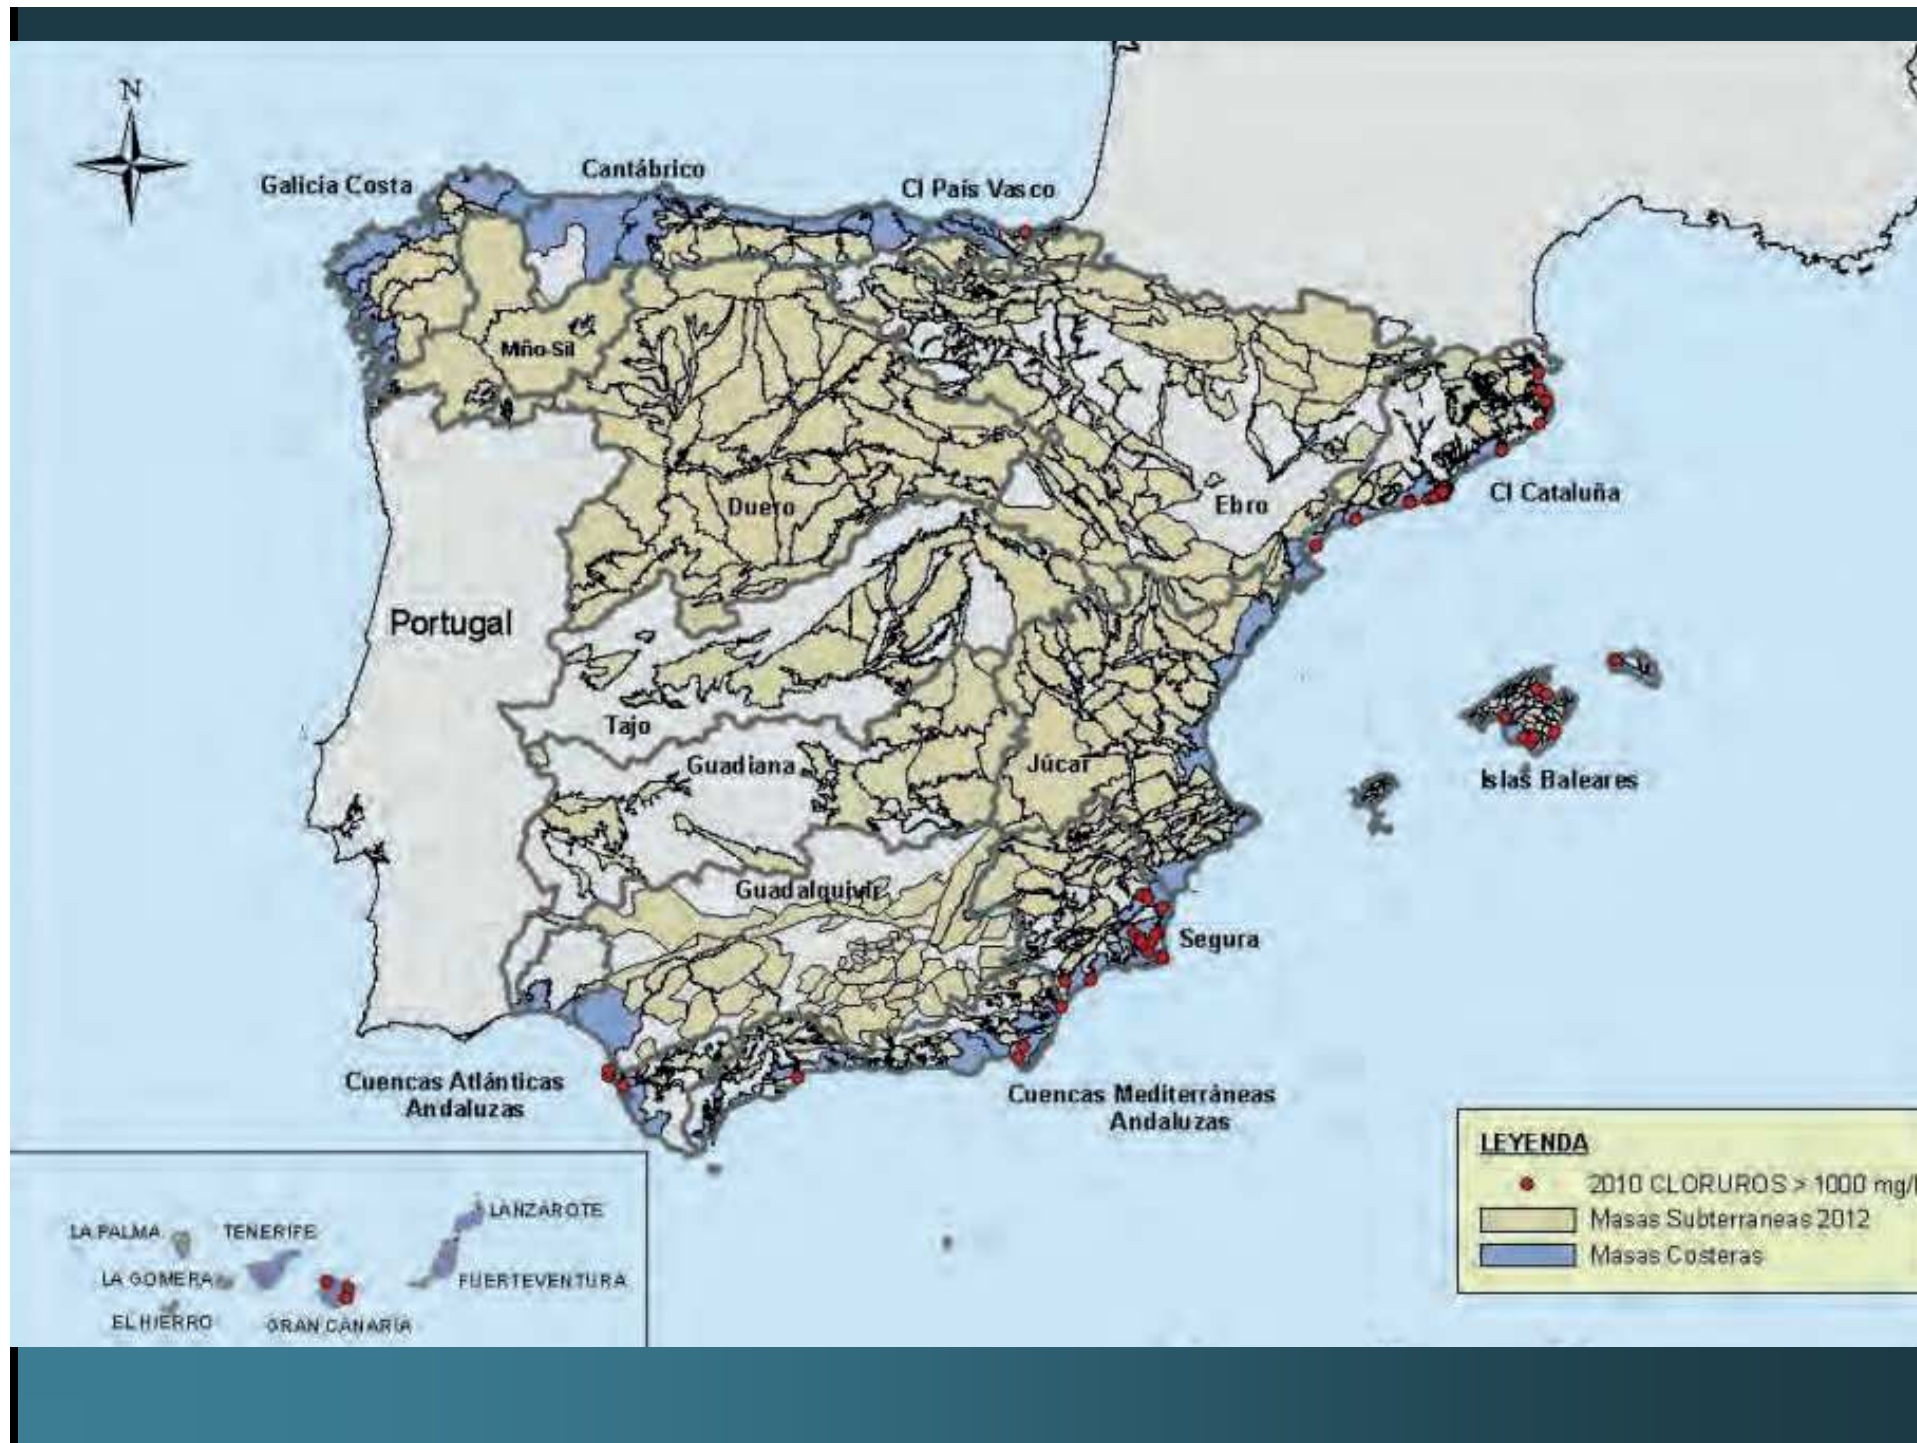 N
Galicia Costa
Cantábrico
CI País Vasco
Miño-Sil
Duero
Ebro
CI Cataluña
Portugal
Tajo
Guadiana
Júcar
Islas Baleares
Guadalquivir
Segura
Cuencas Atlánticas
Andaluzas
Cuencas Mediterráneas
Andaluzas
LEYENDA
2010 CLORUROS > 1000 mg/l
Masas Subterraneas 2012
Masas Costeras
LANZAROTE
LA PALMA
TENERIFE
LA GOMERA
FUERTEVENTURA
EL HIERRO
GRAN CANARIA